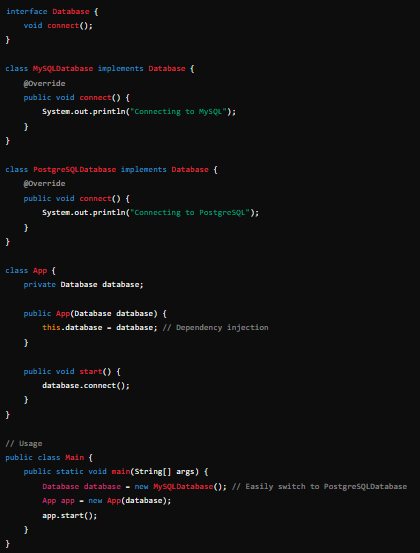 interface Database {
    void connect();
}

class MySQLDatabase implements Database {
    @Override
    public void connect() {
        System.out.println("Connecting to MySQL");
    }
}

class PostgreSQLDatabase implements Database {
    @Override
    public void connect() {
        System.out.println("Connecting to PostgreSQL");
    }
}

class App {
    private Database database;

    public App(Database database) {
        this.database = database; // Dependency injection
    }

    public void start() {
        database.connect();
    }
}

// Usage
public class Main {
    public static void main(String[] args) {
        Database database = new MySQLDatabase(); // Easily switch to PostgreSQLDatabase
        App app = new App(database);
        app.start();
    }
}